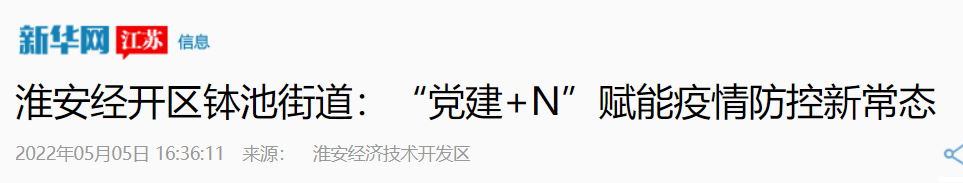 新华网 江苏 信息
淮安经开区钵池街道：“党建+N”赋能疫情防控新常态
2022年05月05日 16:36:11 来源： 淮安经济技术开发区